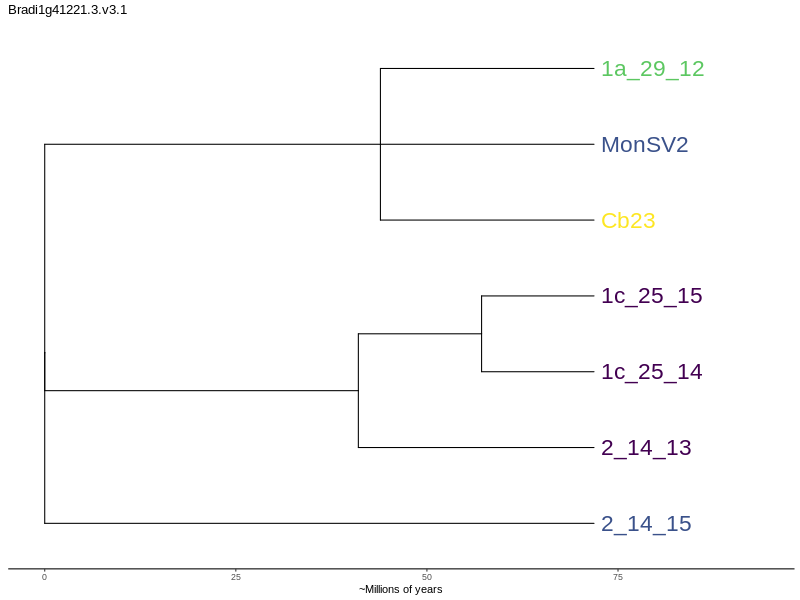 Bradi1g41221.3.v3.1
1a_29_12
MonSV2
Cb23
1c_25_15
1c_25_14
2_14_13
2_14_15
0 25 50 75
~Millions of years